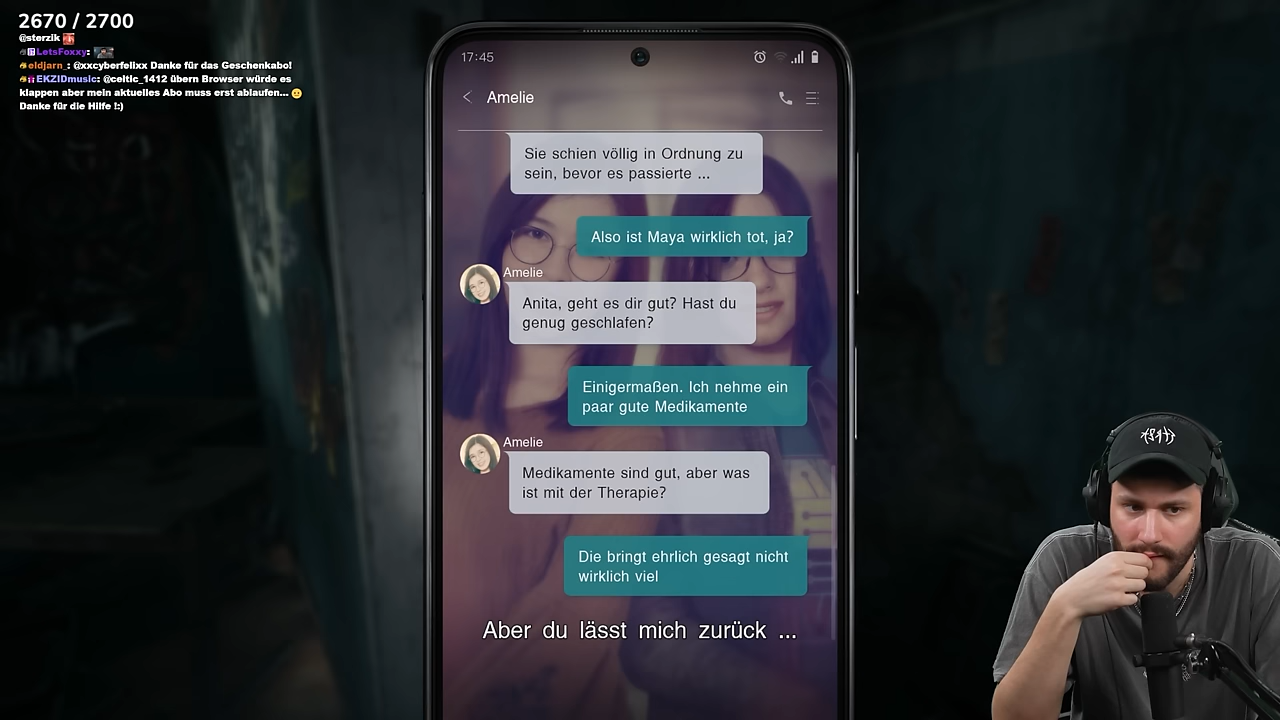 2670 / 2700
@sterzik
LetsFoxxy:
eldjarn_: @xxcyberfelixx Danke für das Geschenkabo!
EKZIDmusic: @celtic_1412 übern Browser würde es
klappen aber mein aktuelles Abo muss erst ablaufen...
Danke für die Hilfe !:)
17:45
Amelie
Sie schien völlig in Ordnung zu
sein, bevor es passierte ...
Also ist Maya wirklich tot, ja?
Amelie
Anita, geht es dir gut? Hast du
genug geschlafen?
Einigermaßen. Ich nehme ein
paar gute Medikamente
Amelie
Medikamente sind gut, aber was
ist mit der Therapie?
Die bringt ehrlich gesagt nicht
wirklich viel
Aber du lässt mich zurück ...